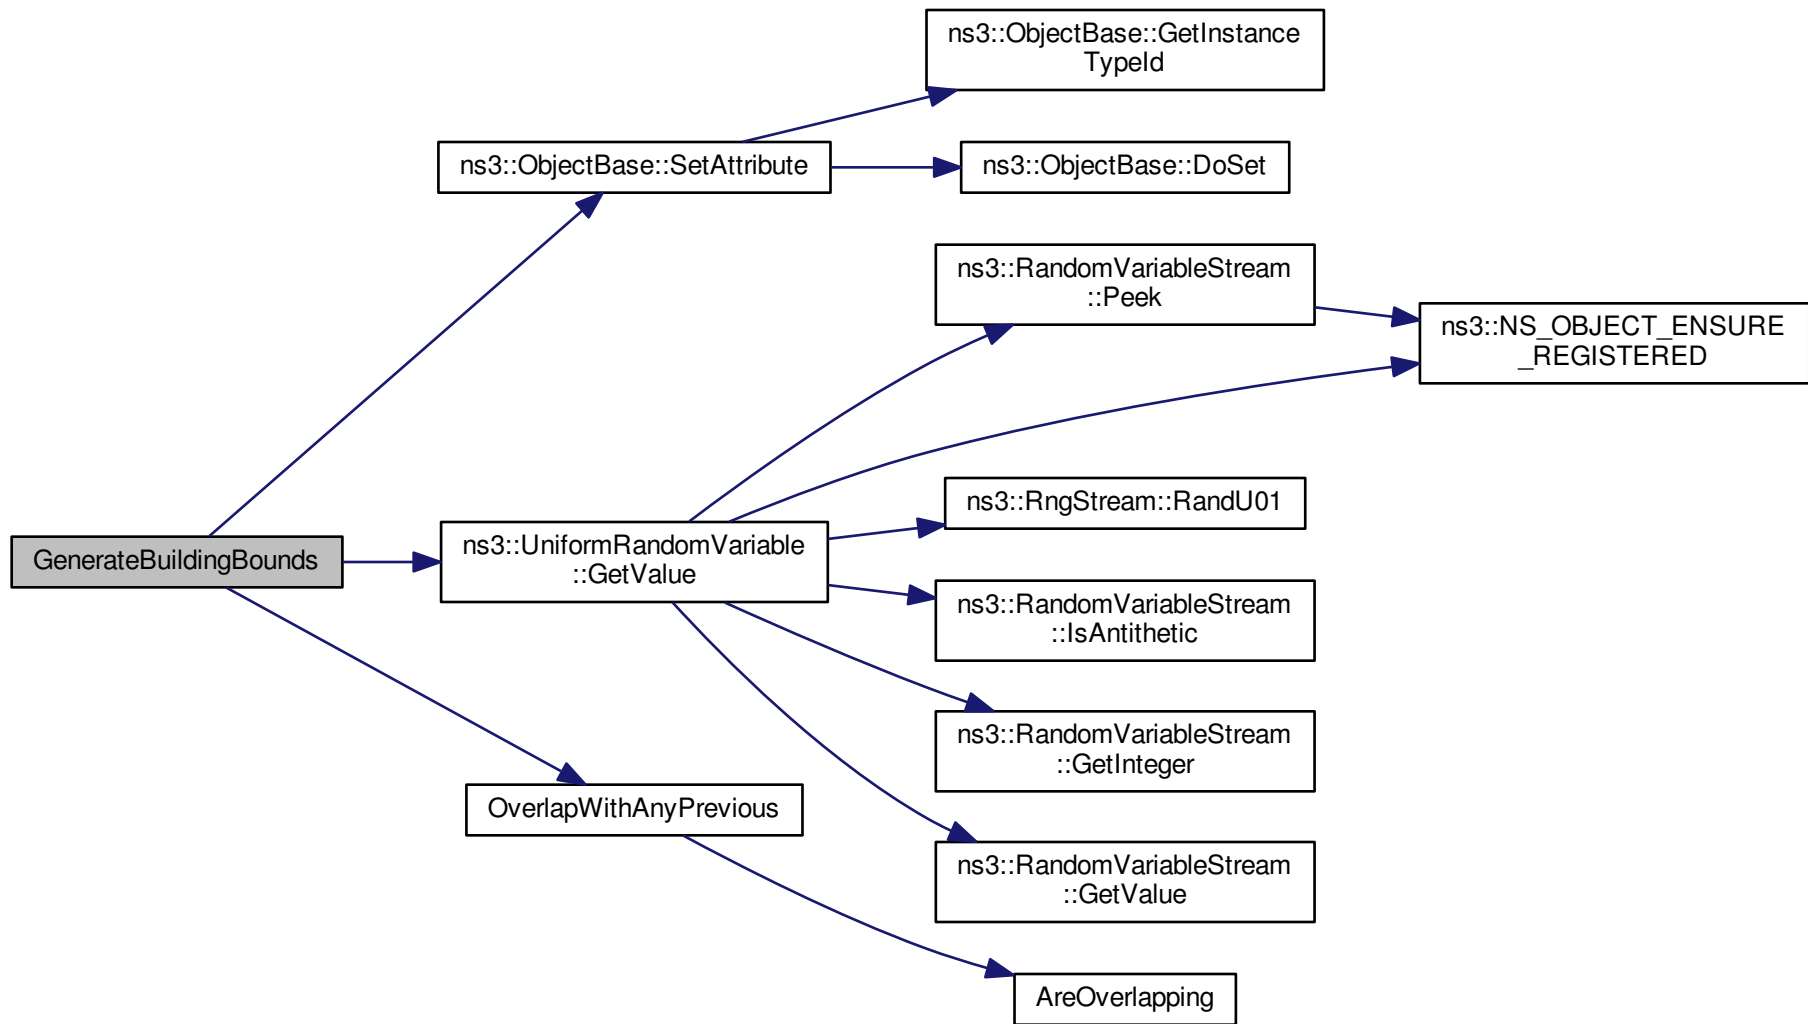 ns3::ObjectBase::GetInstance
TypeId
ns3::ObjectBase::SetAttribute
ns3::ObjectBase::DoSet
ns3::RandomVariableStream
::Peek
ns3::NS_OBJECT_ENSURE
_REGISTERED
ns3::RngStream::RandU01
GenerateBuildingBounds
ns3::UniformRandomVariable
::GetValue
ns3::RandomVariableStream
::IsAntithetic
ns3::RandomVariableStream
::GetInteger
OverlapWithAnyPrevious
ns3::RandomVariableStream
::GetValue
AreOverlapping